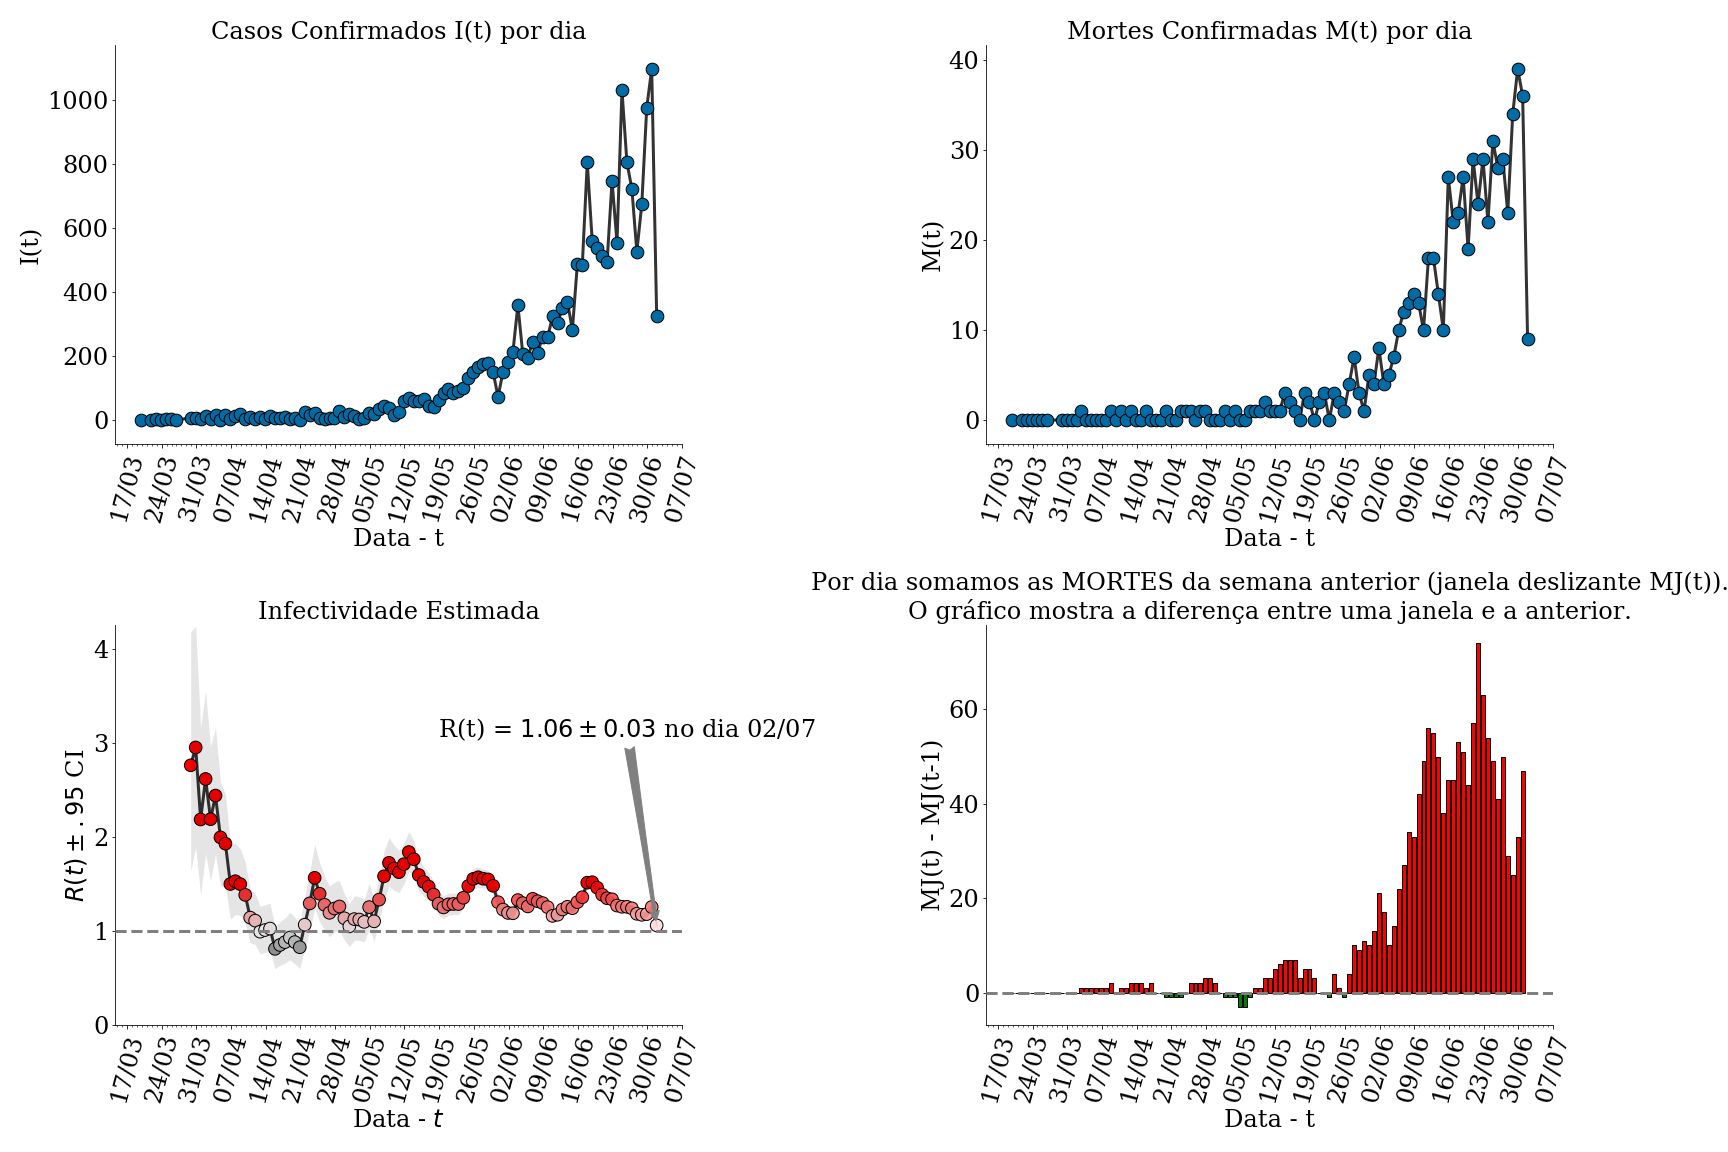 Casos Confirmados I(t) por dia
I(t)
1000
800
600
400
200
0
17/03 24/03 31/03 07/04 14/04 21/04 28/04 05/05 12/05 19/05 26/05 02/06 09/06 16/06 23/06 30/06 07/07
Data - t
Mortes Confirmadas M(t) por dia
M(t)
40
30
20
10
0
17/03 24/03 31/03 07/04 14/04 21/04 28/04 05/05 12/05 19/05 26/05 02/06 09/06 16/06 23/06 30/06 07/07
Data - t
Infectividade Estimada
R(t) ± .95 CI
4
3
2
1
0
R(t) = 1.06 ± 0.03 no dia 02/07
17/03 24/03 31/03 07/04 14/04 21/04 28/04 05/05 12/05 19/05 26/05 02/06 09/06 16/06 23/06 30/06 07/07
Data - t
Por dia somamos as MORTES da semana anterior (janela deslizante MJ(t)).
O gráfico mostra a diferença entre uma janela e a anterior.
MJ(t) - MJ(t-1)
60
40
20
0
17/03 24/03 31/03 07/04 14/04 21/04 28/04 05/05 12/05 19/05 26/05 02/06 09/06 16/06 23/06 30/06 07/07
Data - t